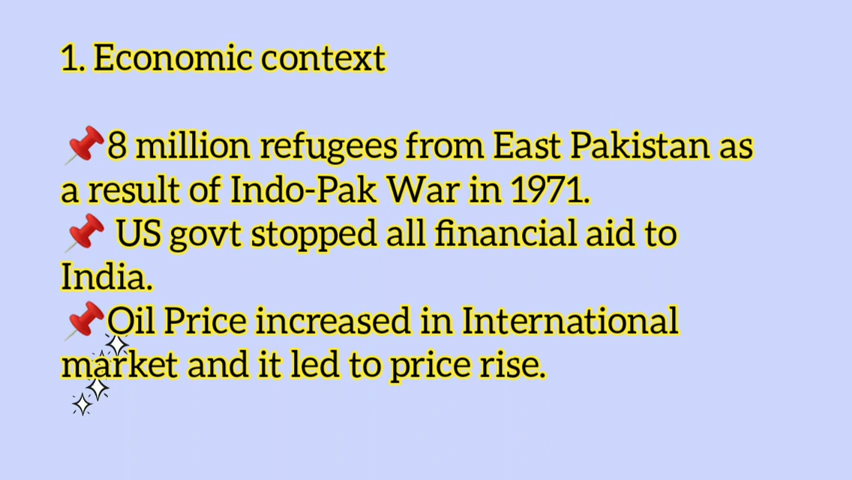 1. Economic context
📌8 million refugees from East Pakistan as
a result of Indo-Pak War in 1971.
📌 US govt stopped all financial aid to
India.
📌Oil Price increased in International
market and it led to price rise.